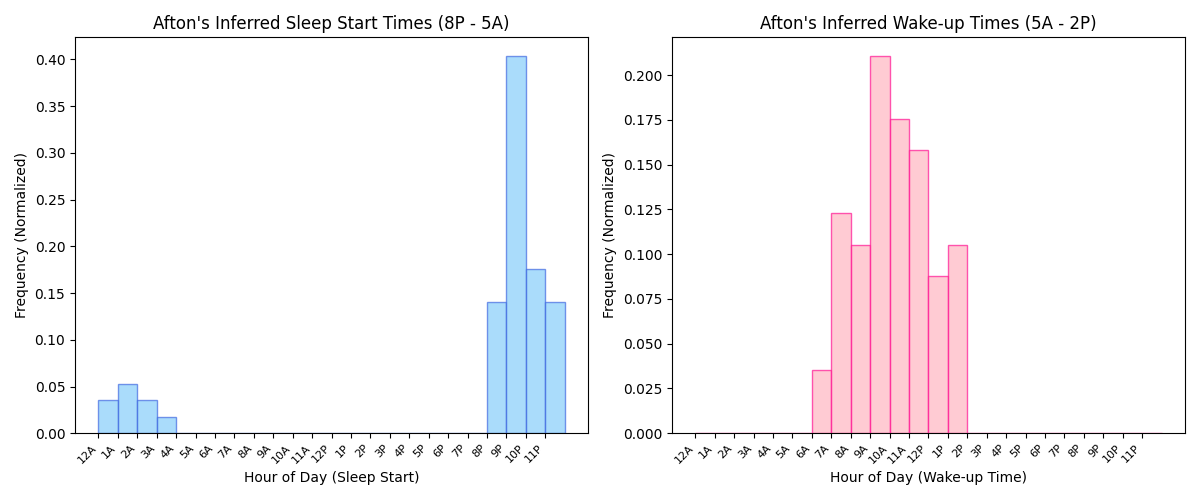 Afton's Inferred Sleep Start Times (8P - 5A)
0.40
0.35
0.30
0.25
0.20
0.15
0.10
0.05
0.00
Frequency (Normalized)
12A 1A 2A 3A 4A 5A 6A 7A 8A 9A 10A 11A 12P 1P 2P 3P 4P 5P 6P 7P 8P 9P 10P 11P
Hour of Day (Sleep Start)
Afton's Inferred Wake-up Times (5A - 2P)
0.200
0.175
0.150
0.125
0.100
0.075
0.050
0.025
0.000
Frequency (Normalized)
12A 1A 2A 3A 4A 5A 6A 7A 8A 9A 10A 11A 12P 1P 2P 3P 4P 5P 6P 7P 8P 9P 10P 11P
Hour of Day (Wake-up Time)